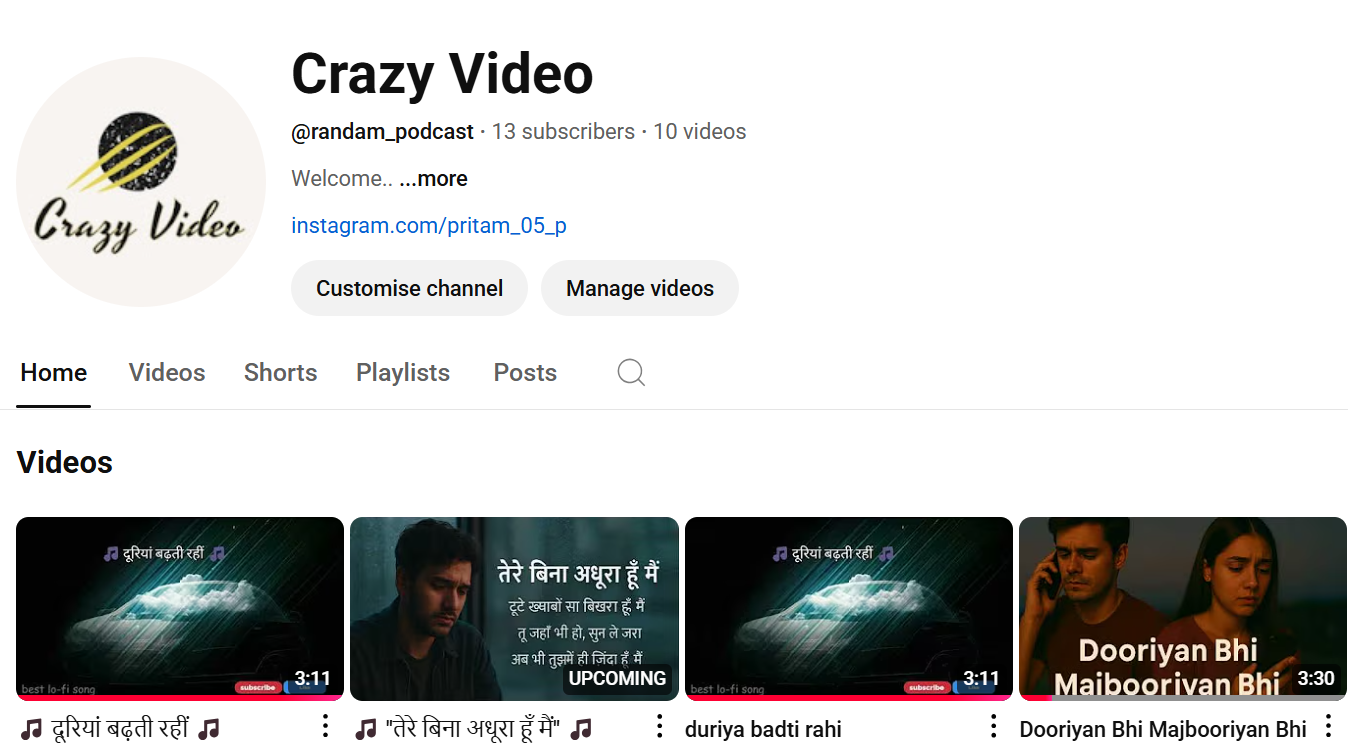 Crazy Video
Crazy Video
@randam_podcast · 13 subscribers · 10 videos
Welcome.. ...more
instagram.com/pritam_05_p
Customise channel
Manage videos
Home
Videos
Shorts
Playlists
Posts
Videos
🎵 दूरियां बढ़ती रहीं 🎵
best lo-fi song
subscribe
3:11
🎵 दूरियां बढ़ती रहीं 🎵
तेरे बिना अधूरा हूँ मैं
टूटे ख्वाबों सा बिखरा हूँ मैं
तू जहाँ भी हो, सुन ले जरा
अब भी तुझमें ही ज़िंदा हूँ मैं
UPCOMING
🎵 "तेरे बिना अधूरा हूँ मैं" 🎵
🎵 दूरियां बढ़ती रहीं 🎵
best lo-fi song
subscribe
3:11
duriya badti rahi
Dooriyan Bhi
Majbooriyan Bhi
3:30
Dooriyan Bhi Majbooriyan Bhi